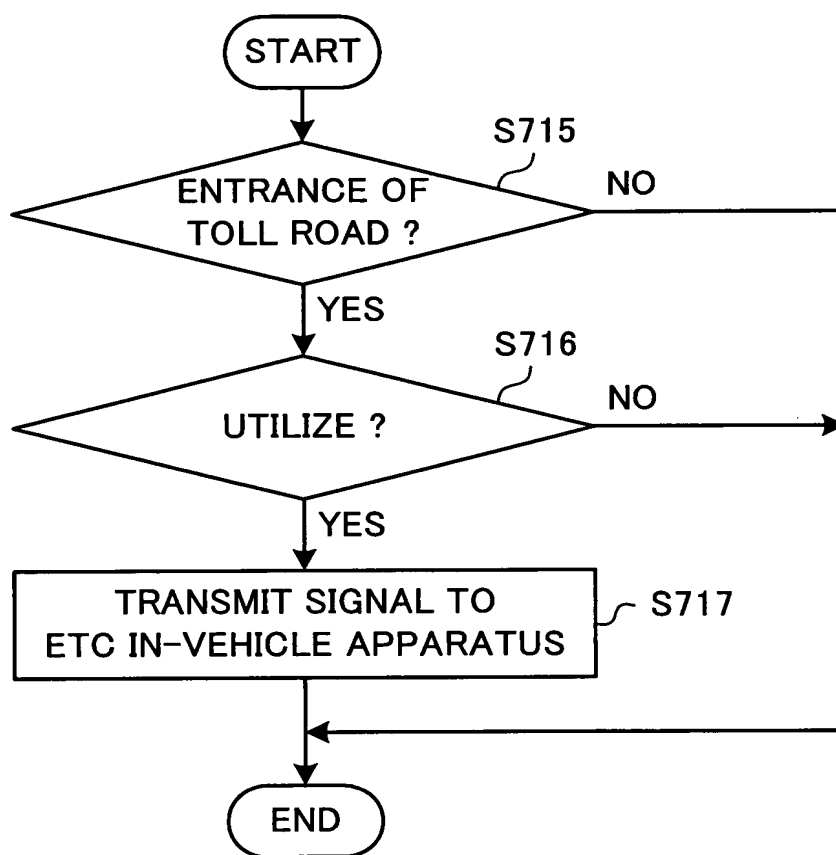 START
S715
ENTRANCE OF
TOLL ROAD ?
NO
YES
S716
UTILIZE ?
NO
YES
TRANSMIT SIGNAL TO
ETC IN-VEHICLE APPARATUS
S717
END